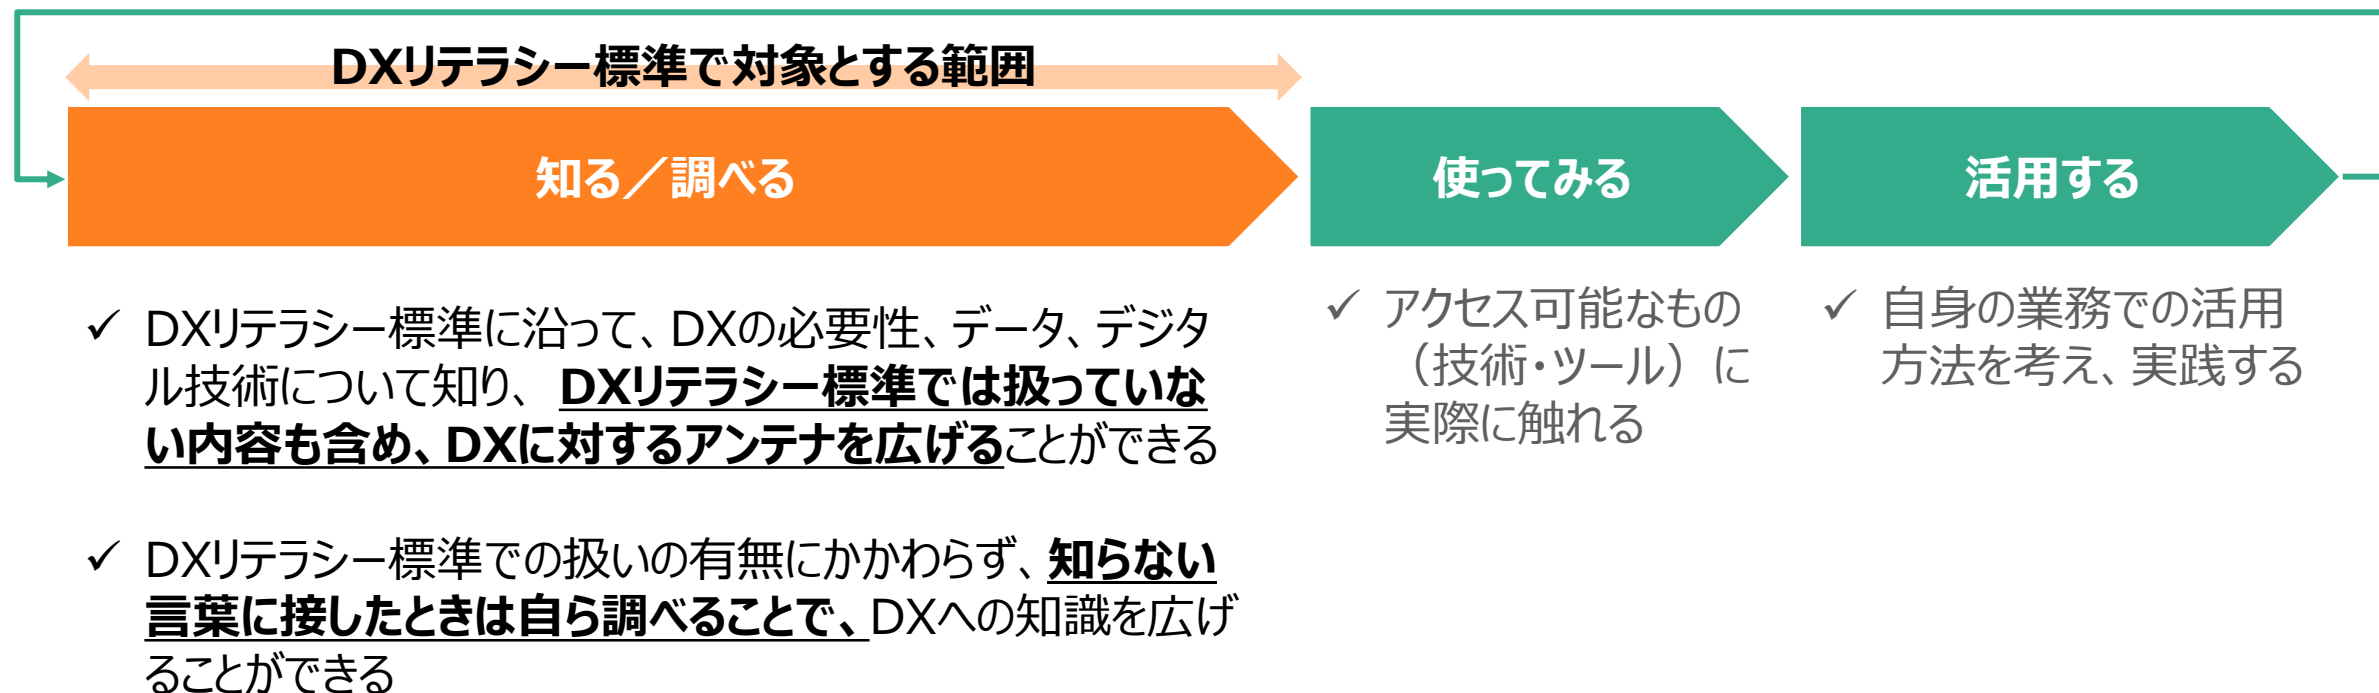 DXリテラシー標準で対象とする範囲
知る／調べる
使ってみる
活用する
✓ DXリテラシー標準に沿って、DXの必要性、データ、デジタ
ル技術について知り、 DXリテラシー標準では扱っていな
い内容も含め、DXに対するアンテナを広げることができる
✓ DXリテラシー標準での扱いの有無にかかわらず、知らない
言葉に接したときは自ら調べることで、DXへの知識を広げ
ることができる
✓ アクセス可能なもの
（技術・ツール）に
実際に触れる
✓ 自身の業務での活用
方法を考え、実践する